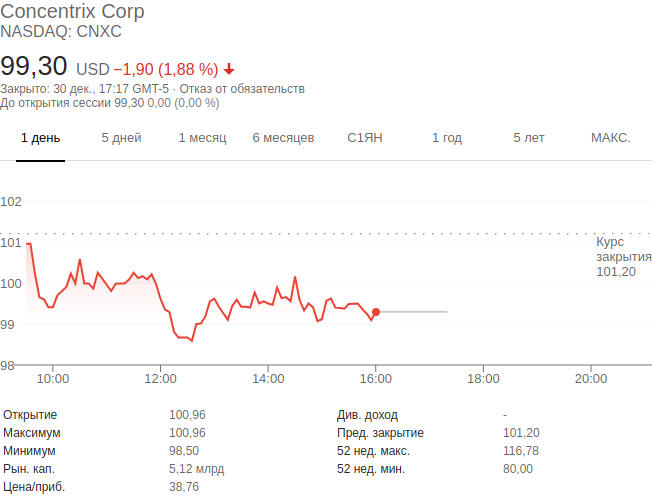 Concentrix Corp
NASDAQ: CNXC
99,30 USD −1,90 (1,88 %)
Закрыто: 30 дек., 17:17 GMT-5 · Отказ от обязательств
До открытия сессии 99,30 0,00 (0,00 %)
1 день 5 дней 1 месяц 6 месяцев С1ЯН 1 год 5 лет МАКС.
102
101
Курс
закрытия
101,20
100
99
98
10:00 12:00 14:00 16:00 18:00 20:00
Открытие 100,96 Див. доход -
Максимум 100,96 Пред. закрытие 101,20
Минимум 98,50 52 нед. макс. 116,78
Рын. кап. 5,12 млрд 52 нед. мин. 80,00
Цена/приб. 38,76